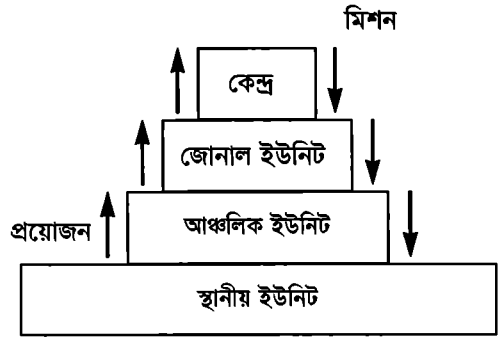 মিশন
কেন্দ্র
জোনাল ইউনিট
আঞ্চলিক ইউনিট
প্রয়োজন
স্থানীয় ইউনিট